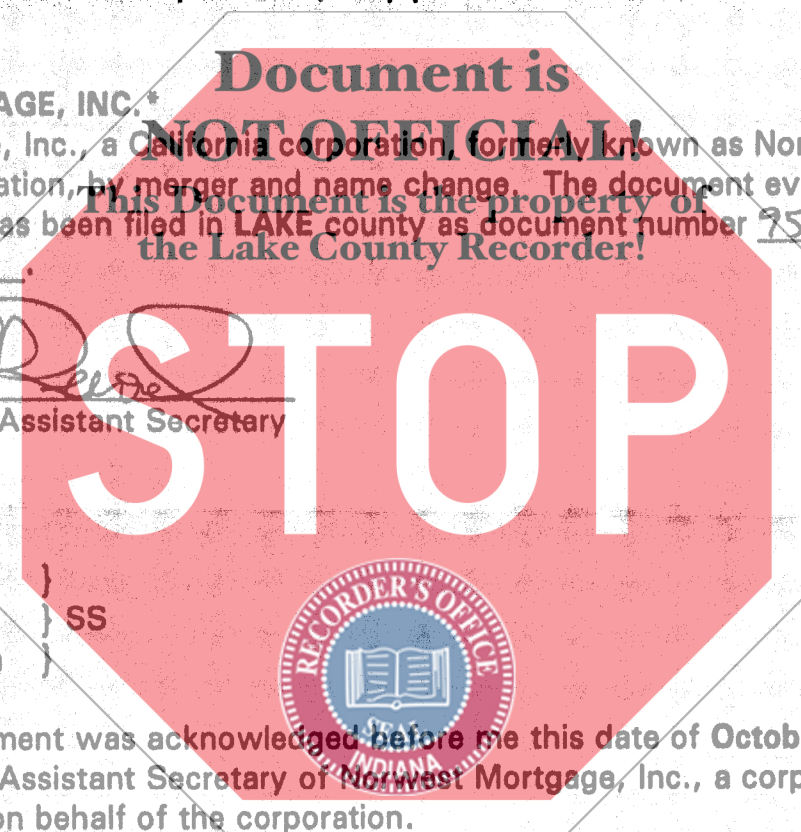 Document is
AGE, INC.*
NOT OFFICIAL!
, Inc., a California corporation, formerly known as Nor
ation, by merger and name change. The document ev
This Document is the property of
as been filed in LAKE county as document number 95
the Lake County Recorder!
STOP
Assistant Secretary
}
} SS
}
RECORDER'S OFFICE
SEAL
INDIANA
ment was acknowledged before me this date of Octob
Assistant Secretary of Norwest Mortgage, Inc., a corp
on behalf of the corporation.